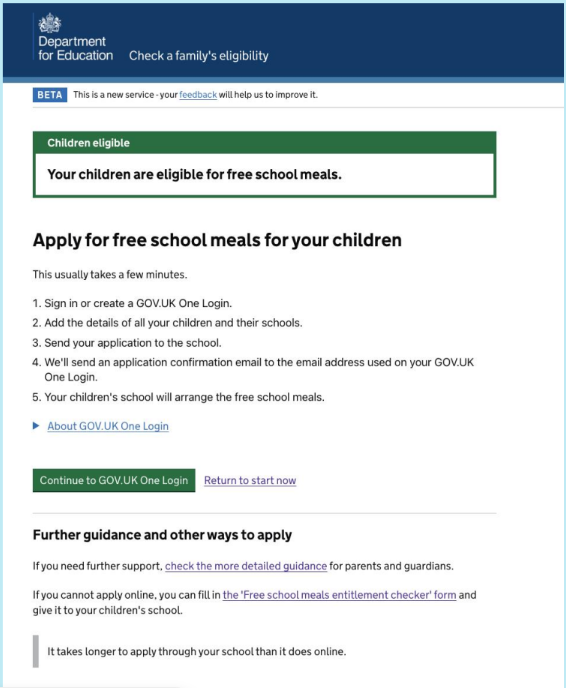 Department
for Education
Check a family's eligibility
BETA This is a new service - your feedback will help us to improve it.
Children eligible
Your children are eligible for free school meals.
Apply for free school meals for your children
This usually takes a few minutes.
1. Sign in or create a GOV.UK One Login.
2. Add the details of all your children and their schools.
3. Send your application to the school.
4. We'll send an application confirmation email to the email address used on your GOV.UK
One Login.
5. Your children's school will arrange the free school meals.
About GOV.UK One Login
Continue to GOV.UK One Login Return to start now
Further guidance and other ways to apply
If you need further support, check the more detailed guidance for parents and guardians.
If you cannot apply online, you can fill in the 'Free school meals entitlement checker' form and
give it to your children's school.
It takes longer to apply through your school than it does online.